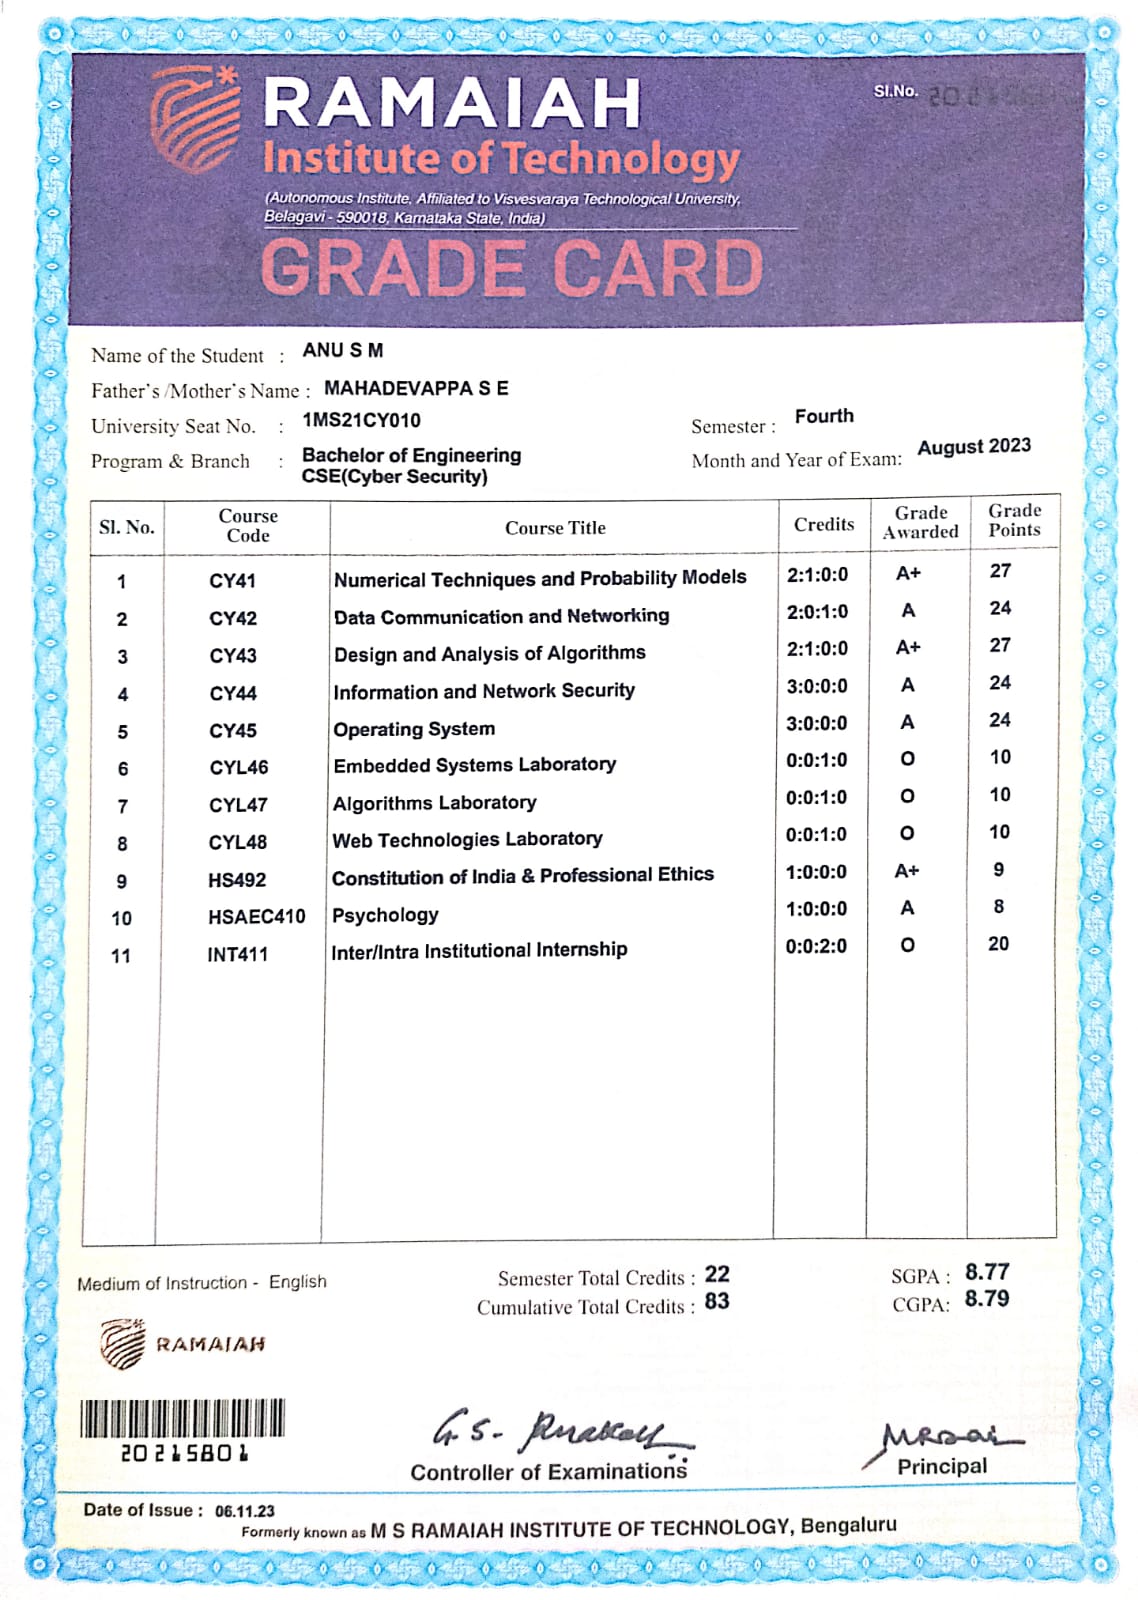 RAMAIAH
Institute of Technology
(Autonomous Institute, Affiliated to Visvesvaraya Technological University,
Belagavi - 590018, Karnataka State, India)
GRADE CARD
Sl.No.
Name of the Student : ANU S M
Father's /Mother's Name : MAHADEVAPPA S E
University Seat No. : 1MS21CY010
Semester : Fourth
Program & Branch : Bachelor of Engineering
CSE(Cyber Security)
Month and Year of Exam: August 2023
Sl. No. Course Code Course Title Credits Grade Awarded Grade Points
1 CY41 Numerical Techniques and Probability Models 2:1:0:0 A+ 27
2 CY42 Data Communication and Networking 2:0:1:0 A 24
3 CY43 Design and Analysis of Algorithms 2:1:0:0 A+ 27
4 CY44 Information and Network Security 3:0:0:0 A 24
5 CY45 Operating System 3:0:0:0 A 24
6 CYL46 Embedded Systems Laboratory 0:0:1:0 O 10
7 CYL47 Algorithms Laboratory 0:0:1:0 O 10
8 CYL48 Web Technologies Laboratory 0:0:1:0 O 10
9 HS492 Constitution of India & Professional Ethics 1:0:0:0 A+ 9
10 HSAEC410 Psychology 1:0:0:0 A 8
11 INT411 Inter/Intra Institutional Internship 0:0:2:0 O 20
Medium of Instruction - English
Semester Total Credits : 22
SGPA : 8.77
Cumulative Total Credits : 83
CGPA: 8.79
RAMAIAH
20215801
Controller of Examinations
Principal
Date of Issue : 06.11.23
Formerly known as M S RAMAIAH INSTITUTE OF TECHNOLOGY, Bengaluru